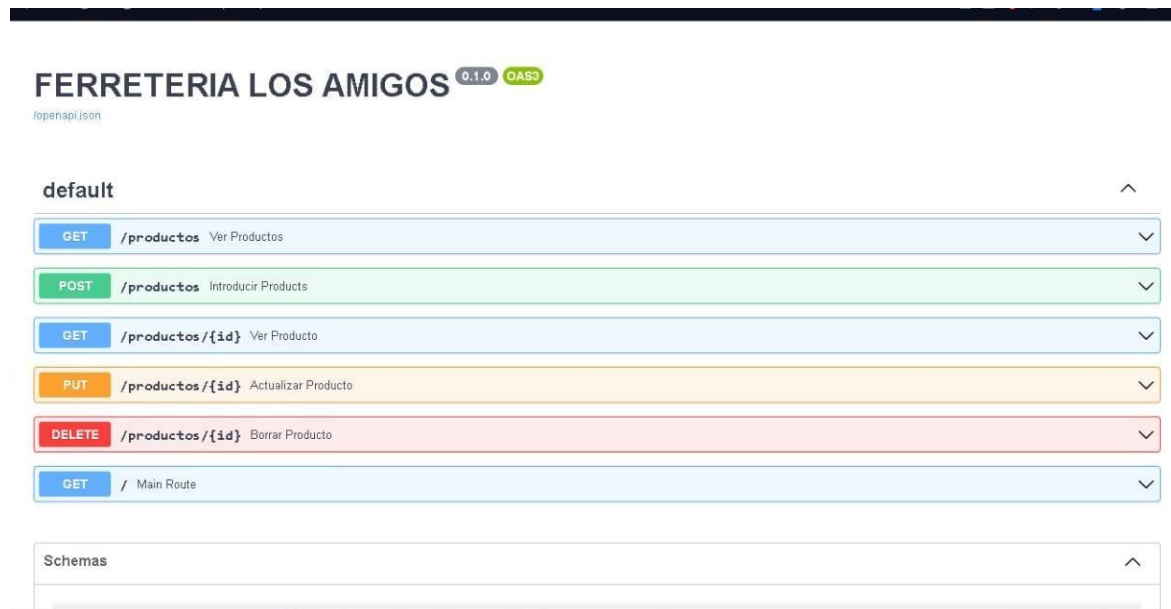 FERRETERIA LOS AMIGOS 0.1.0 OAS3
/openapi.json
default
GET /productos Ver Productos
POST /productos Introducir Products
GET /productos/{id} Ver Producto
PUT /productos/{id} Actualizar Producto
DELETE /productos/{id} Borrar Producto
GET / Main Route
Schemas